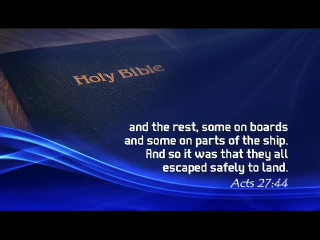 Holy Bible
and the rest, some on boards
and some on parts of the ship.
And so it was that they all
escaped safely to land.
Acts 27:44